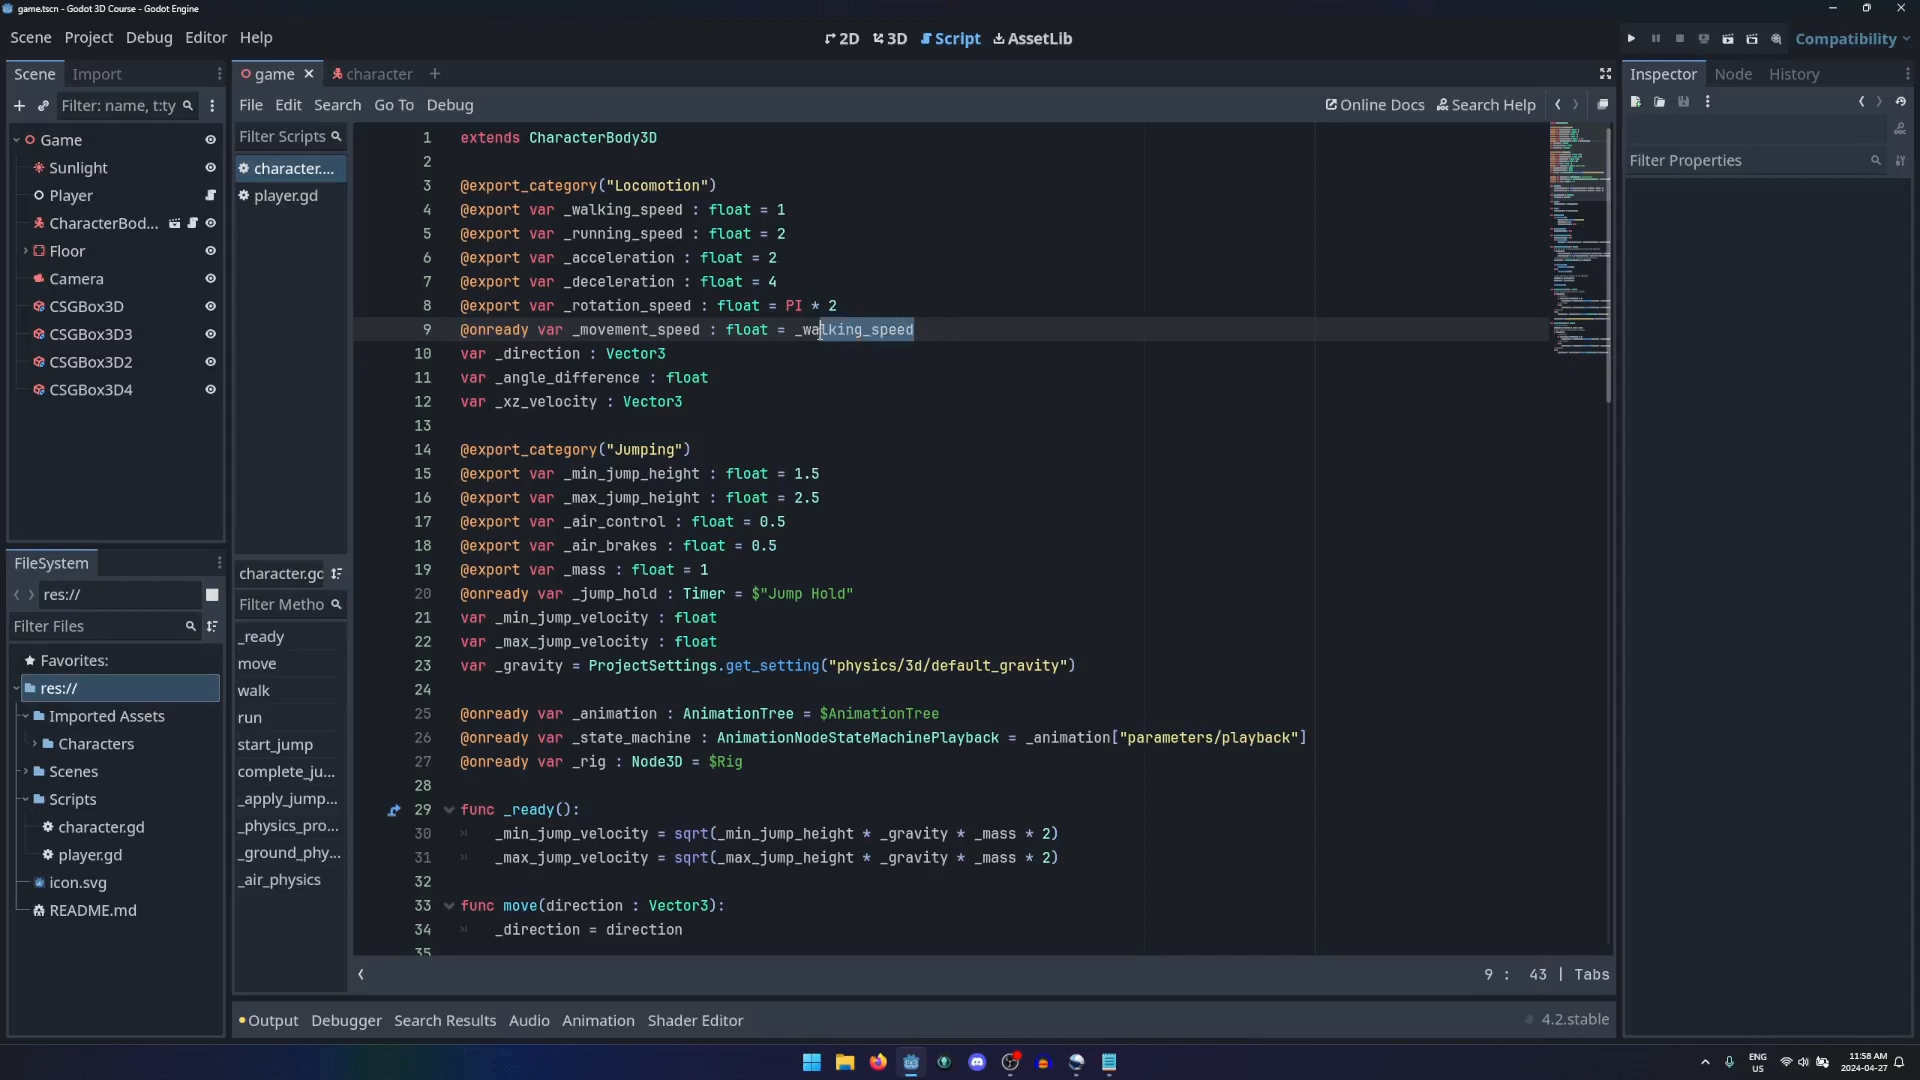 game.tscn - Godot 3D Course - Godot Engine
Scene Project Debug Editor Help
2D 3D Script AssetLib
Compatibility
Scene Import
game character
Inspector Node History
Filter: name, t:ty
File Edit Search Go To Debug
Online Docs Search Help
Filter Scripts
Filter Properties
Game
Sunlight
Player
CharacterBod...
Floor
Camera
CSGBox3D
CSGBox3D3
CSGBox3D2
CSGBox3D4
character....
player.gd
character.gd
Filter Metho
_ready
move
walk
run
start_jump
complete_ju...
_apply_jump...
_physics_pro...
_ground_phy...
_air_physics
FileSystem
res://
Filter Files
Favorites:
res://
Imported Assets
Characters
Scenes
Scripts
character.gd
player.gd
icon.svg
README.md
1 extends CharacterBody3D
2
3 @export_category("Locomotion")
4 @export var _walking_speed : float = 1
5 @export var _running_speed : float = 2
6 @export var _acceleration : float = 2
7 @export var _deceleration : float = 4
8 @export var _rotation_speed : float = PI * 2
9 @onready var _movement_speed : float = _walking_speed
10 var _direction : Vector3
11 var _angle_difference : float
12 var _xz_velocity : Vector3
13
14 @export_category("Jumping")
15 @export var _min_jump_height : float = 1.5
16 @export var _max_jump_height : float = 2.5
17 @export var _air_control : float = 0.5
18 @export var _air_brakes : float = 0.5
19 @export var _mass : float = 1
20 @onready var _jump_hold : Timer = $"Jump Hold"
21 var _min_jump_velocity : float
22 var _max_jump_velocity : float
23 var _gravity = ProjectSettings.get_setting("physics/3d/default_gravity")
24
25 @onready var _animation : AnimationTree = $AnimationTree
26 @onready var _state_machine : AnimationNodeStateMachinePlayback = _animation["parameters/playback"]
27 @onready var _rig : Node3D = $Rig
28
29 func _ready():
30 _min_jump_velocity = sqrt(_min_jump_height * _gravity * _mass * 2)
31 _max_jump_velocity = sqrt(_max_jump_height * _gravity * _mass * 2)
32
33 func move(direction : Vector3):
34 _direction = direction
35
9 : 43 | Tabs
Output Debugger Search Results Audio Animation Shader Editor
4.2.stable
ENG
US
11:58 AM
2024-04-27